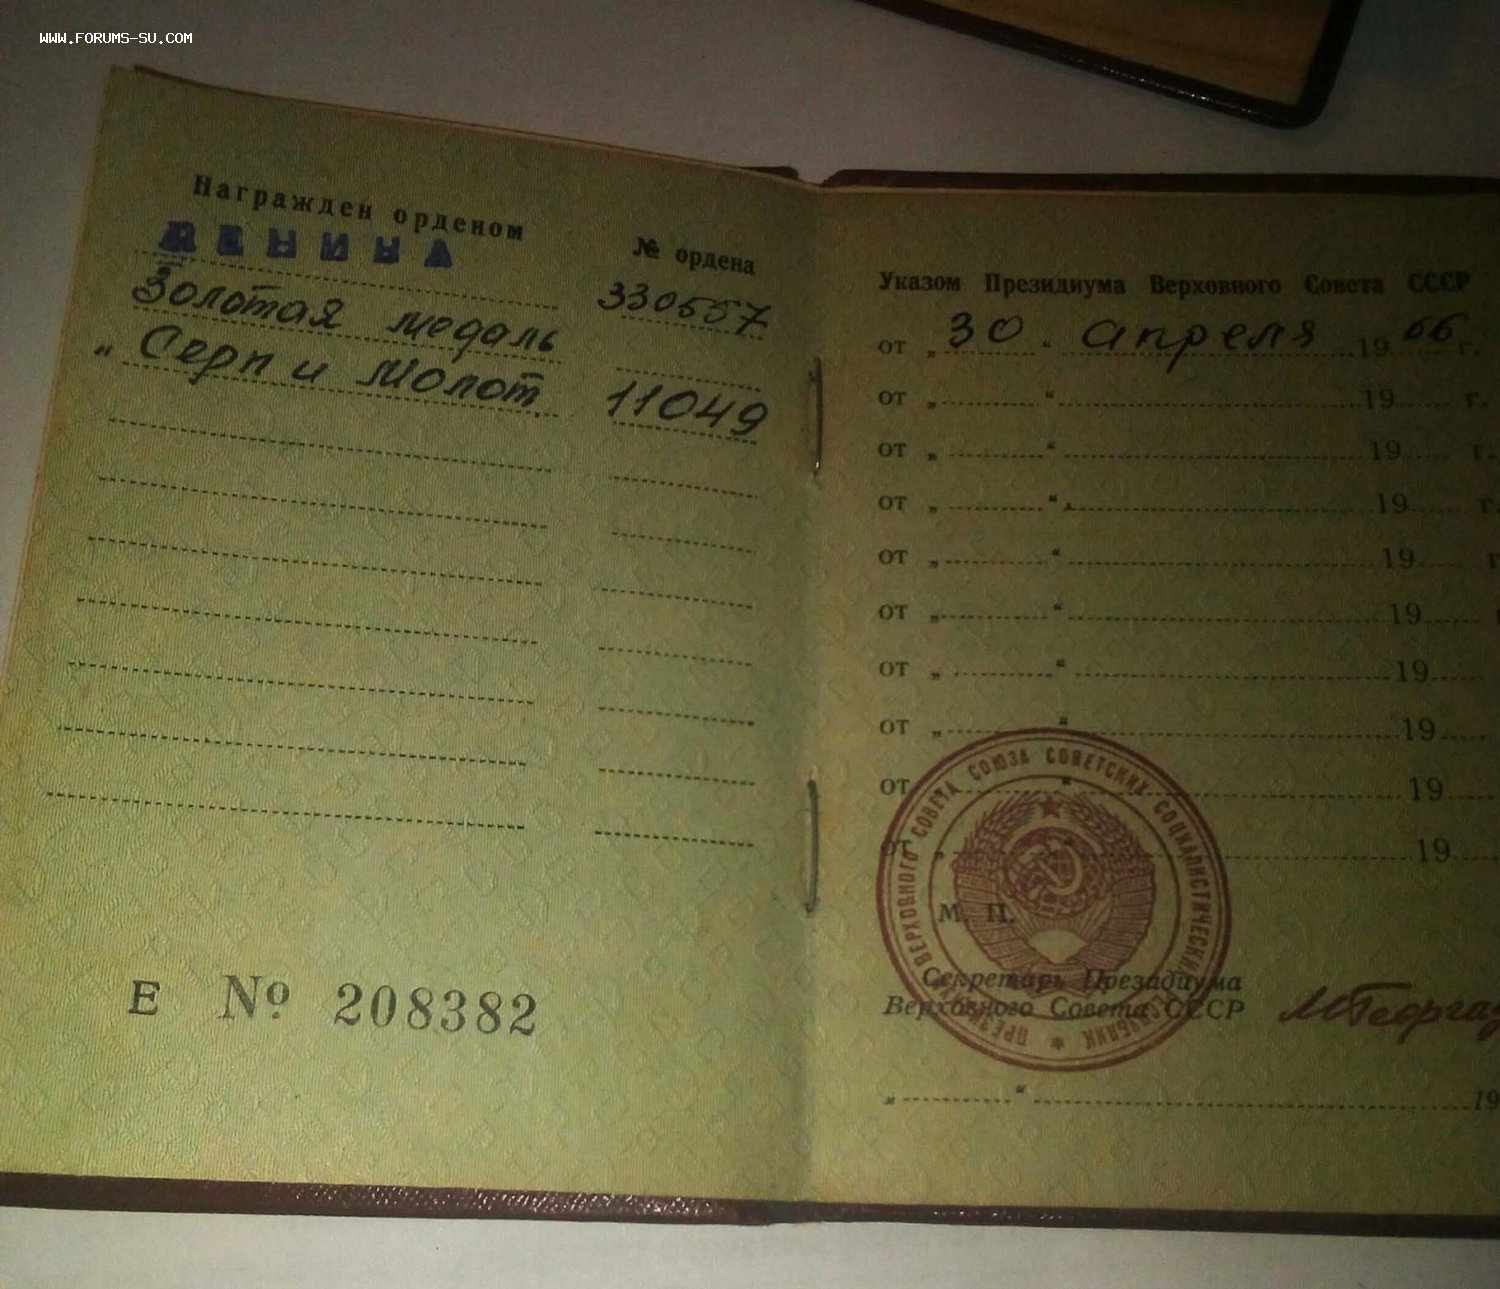 WWW.FORUMS-SU.COM
Награжден орденом
№ ордена
ЛЕНИНА
330557
Золотая медаль
„Серп и Молот 11049
Е № 208382
Указом Президиума Верховного Совета СССР
от „30“ апреля 1966 г.
от „ “ 19 г.
от „ “ 19 г.
от „ “ 19 г.
от „ “ 19 г
от „ “ 19
от „ “ 19
от „ “ 19
от „ “ 19
от „ “ 19
ПРЕЗИДИУМ ВЕРХОВНОГО СОВЕТА СОЮЗА СОВЕТСКИХ СОЦИАЛИСТИЧЕСКИХ РЕСПУБЛИК
М. П.
Секретарь Президиума
Верховного Совета СССР
МГеоргаз
„ “ 19